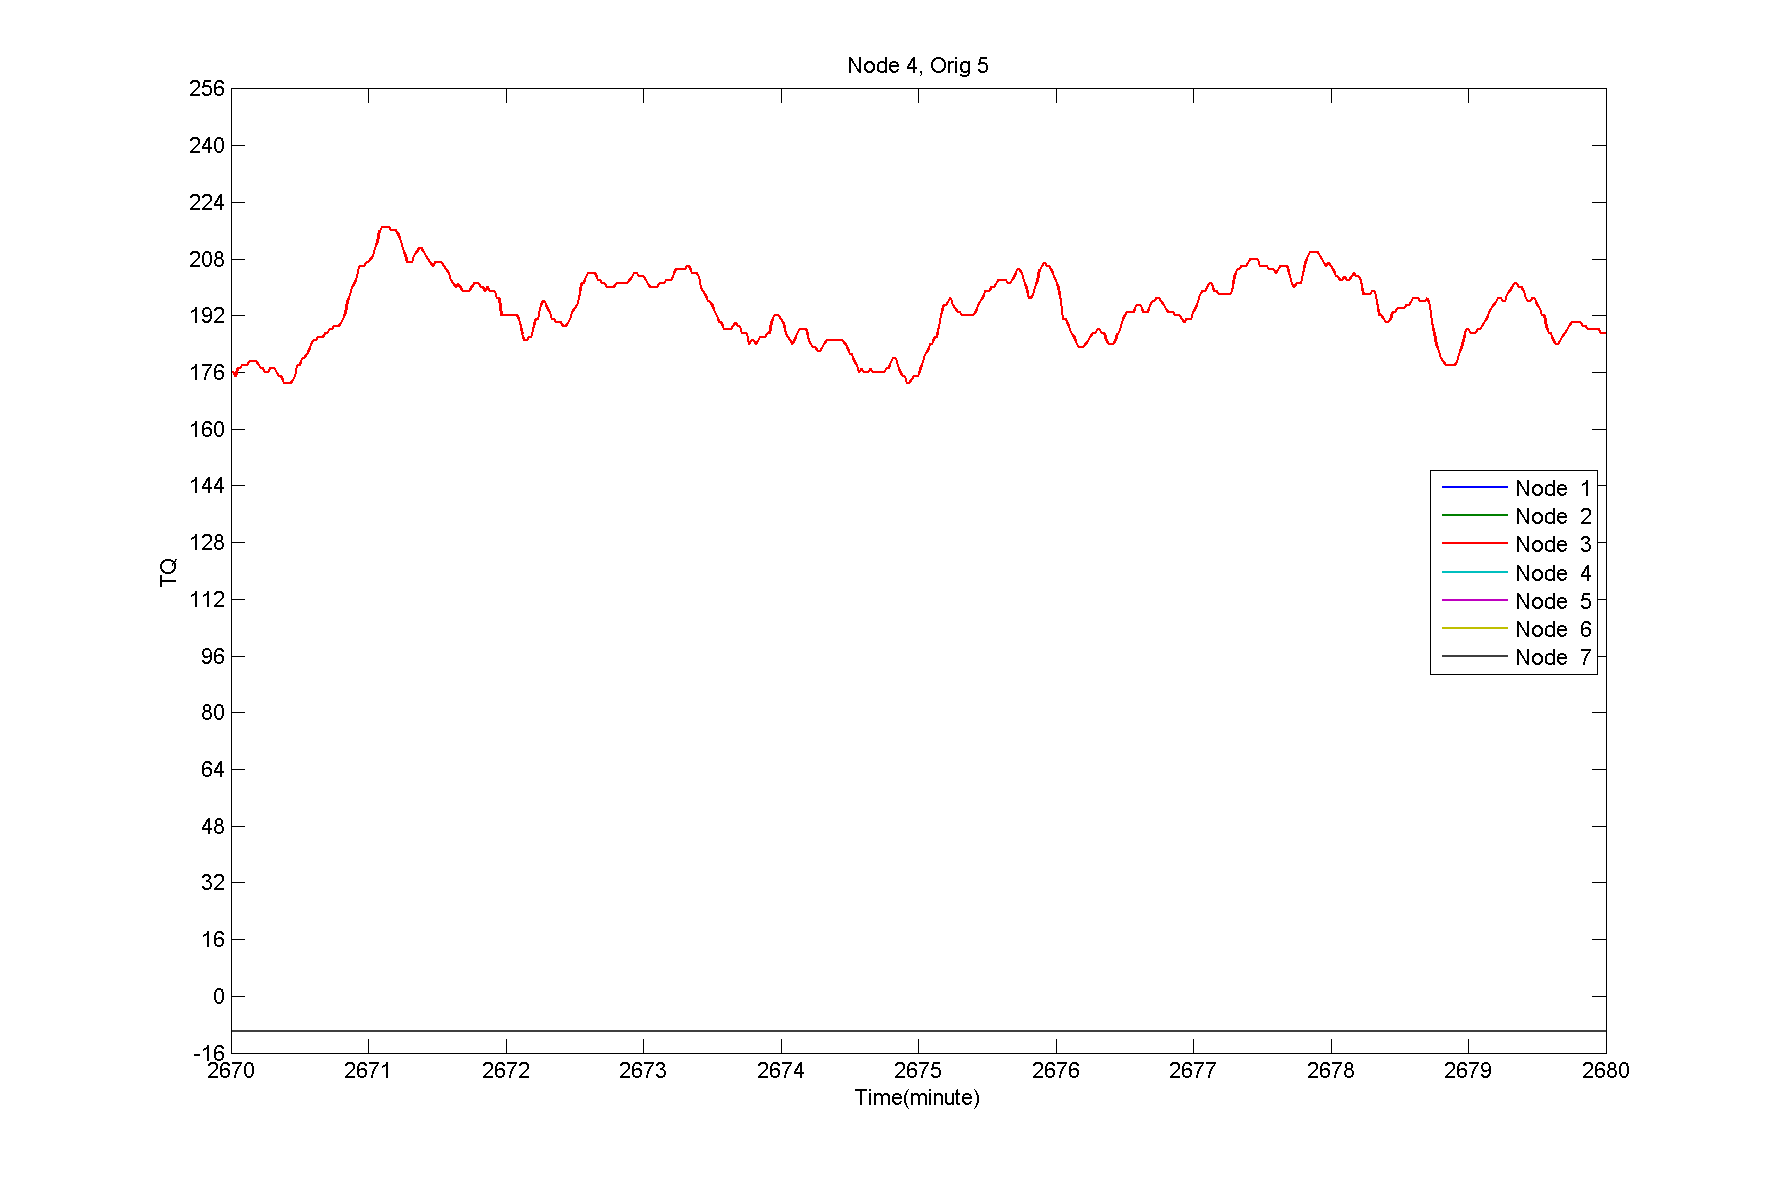 Node 4, Orig 5
256
240
224
208
192
176
160
144
128
112
96
80
64
48
32
16
0
-16
TQ
Node 1
Node 2
Node 3
Node 4
Node 5
Node 6
Node 7
2670 2671 2672 2673 2674 2675 2676 2677 2678 2679 2680
Time(minute)